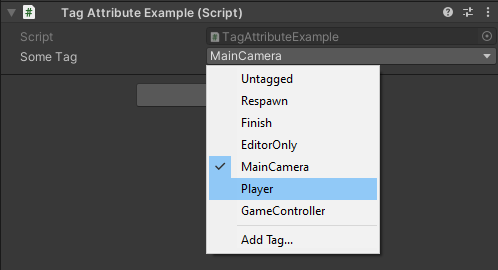 Tag Attribute Example (Script)
Script TagAttributeExample
Some Tag MainCamera
Untagged
Respawn
Finish
EditorOnly
MainCamera
Player
GameController
Add Tag...